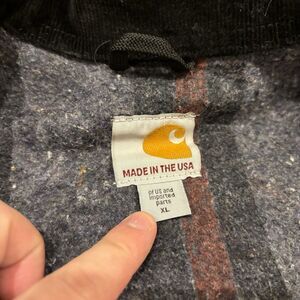 MADE IN THE USA
of US and
imported
parts
XL